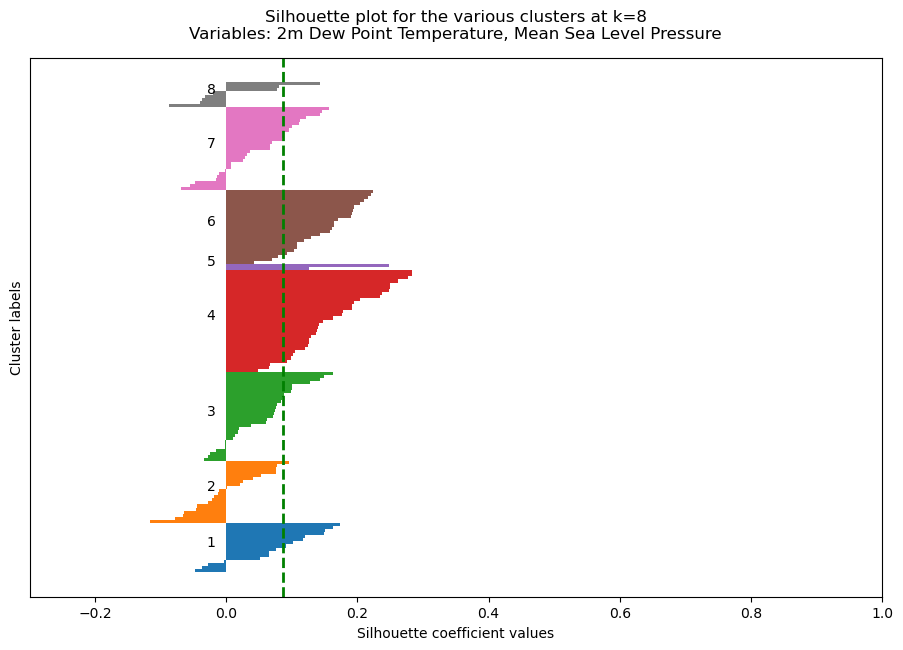 Silhouette plot for the various clusters at k=8
Variables: 2m Dew Point Temperature, Mean Sea Level Pressure
8
7
6
5
4
3
2
1
Cluster labels
−0.2 0.0 0.2 0.4 0.6 0.8 1.0
Silhouette coefficient values